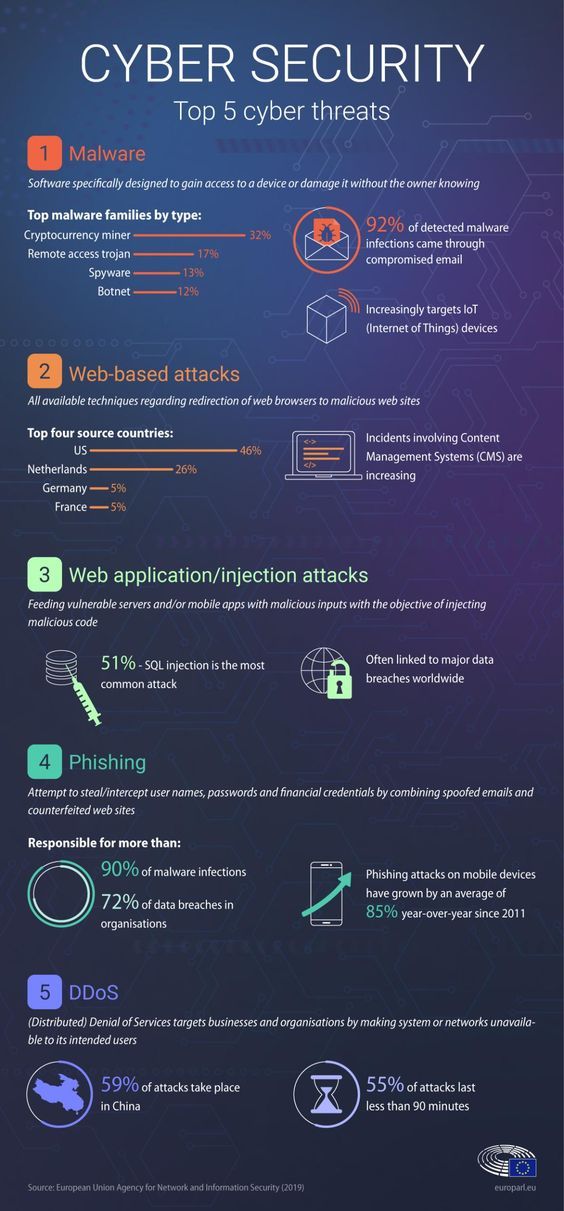 CYBER SECURITY
Top 5 cyber threats
1 Malware
Software specifically designed to gain access to a device or damage it without the owner knowing
Top malware families by type:
Cryptocurrency miner 32%
Remote access trojan 17%
Spyware 13%
Botnet 12%
92% of detected malware
infections came through
compromised email
Increasingly targets IoT
(Internet of Things) devices
2 Web-based attacks
All available techniques regarding redirection of web browsers to malicious web sites
Top four source countries:
US 46%
Netherlands 26%
Germany 5%
France 5%
<->
</>
Incidents involving Content
Management Systems (CMS) are
increasing
3 Web application/injection attacks
Feeding vulnerable servers and/or mobile apps with malicious inputs with the objective of injecting
malicious code
51% - SQL injection is the most
common attack
Often linked to major data
breaches worldwide
4 Phishing
Attempt to steal/intercept user names, passwords and financial credentials by combining spoofed emails and
counterfeited web sites
Responsible for more than:
90% of malware infections
72% of data breaches in
organisations
Phishing attacks on mobile devices
have grown by an average of
85% year-over-year since 2011
5 DDoS
(Distributed) Denial of Services targets businesses and organisations by making system or networks unavaila-
ble to its intended users
59% of attacks take place
in China
55% of attacks last
less than 90 minutes
Source: European Union Agency for Network and Information Security (2019)
europarl.eu